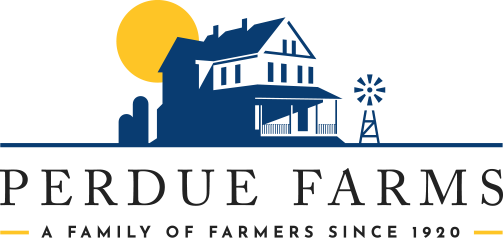 PERDUE FARMS
A FAMILY OF FARMERS SINCE 1920